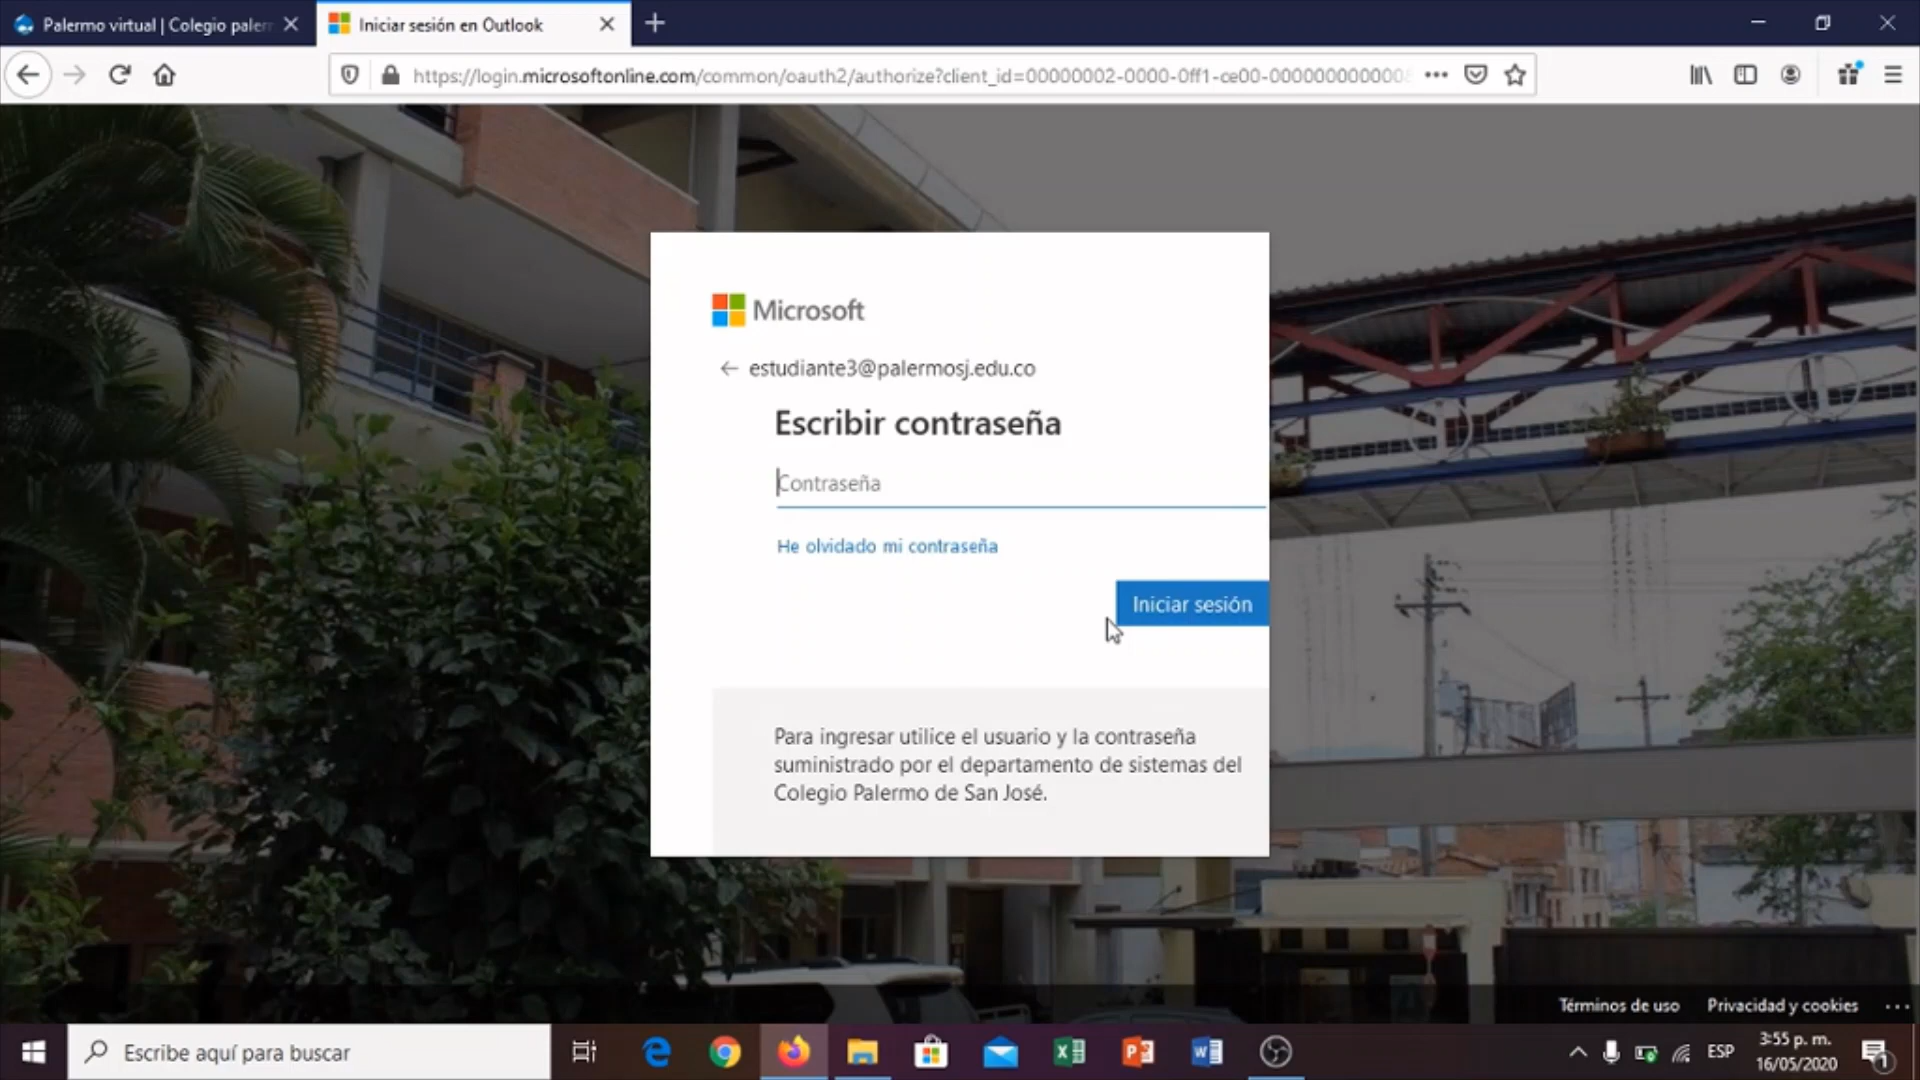 Palermo virtual | Colegio paler
Iniciar sesión en Outlook
https://login.microsoftonline.com/common/oauth2/authorize?client_id=00000002-0000-0ff1-ce00-000000000000
Microsoft
estudiante3@palermosj.edu.co
Escribir contraseña
Contraseña
He olvidado mi contraseña
Iniciar sesión
Para ingresar utilice el usuario y la contraseña
suministrado por el departamento de sistemas del
Colegio Palermo de San José.
Términos de uso Privacidad y cookies
Escribe aquí para buscar
ESP
3:55 p. m.
16/05/2020
1